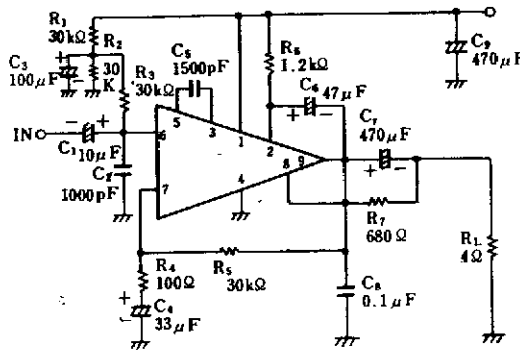 R₁
30kΩ
R₂
30
K
C₃
100μF
+
−
R₃
30kΩ
C₅
1500pF
R₆
1.2kΩ
C₉
470μF
C₆
47μF
+ −
C₇
470μF
+ −
IN
− +
C₁ 10μF
C₂
1000pF
5
3
6
1
2
7
4
8
9
R₇
680Ω
R₄
100Ω
R₅
30kΩ
C₄
33μF
+
−
C₈
0.1μF
R₁.
4Ω